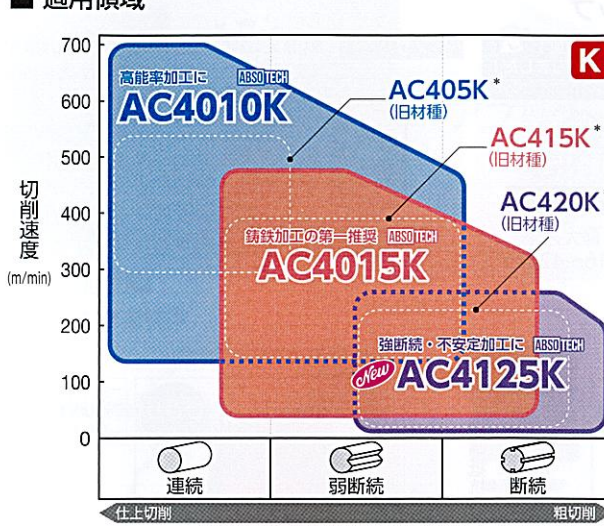 ■ 適用領域
K
700
600
500
400
300
200
100
0
切削速度
(m/min)
高能率加工に ABSOTECH
AC4010K
AC405K*
(旧材種)
AC415K*
(旧材種)
AC420K
(旧材種)
鋳鉄加工の第一推奨 ABSOTECH
AC4015K
強断続・不安定加工に ABSOTECH
New AC4125K
連続
弱断続
断続
仕上切削
粗切削